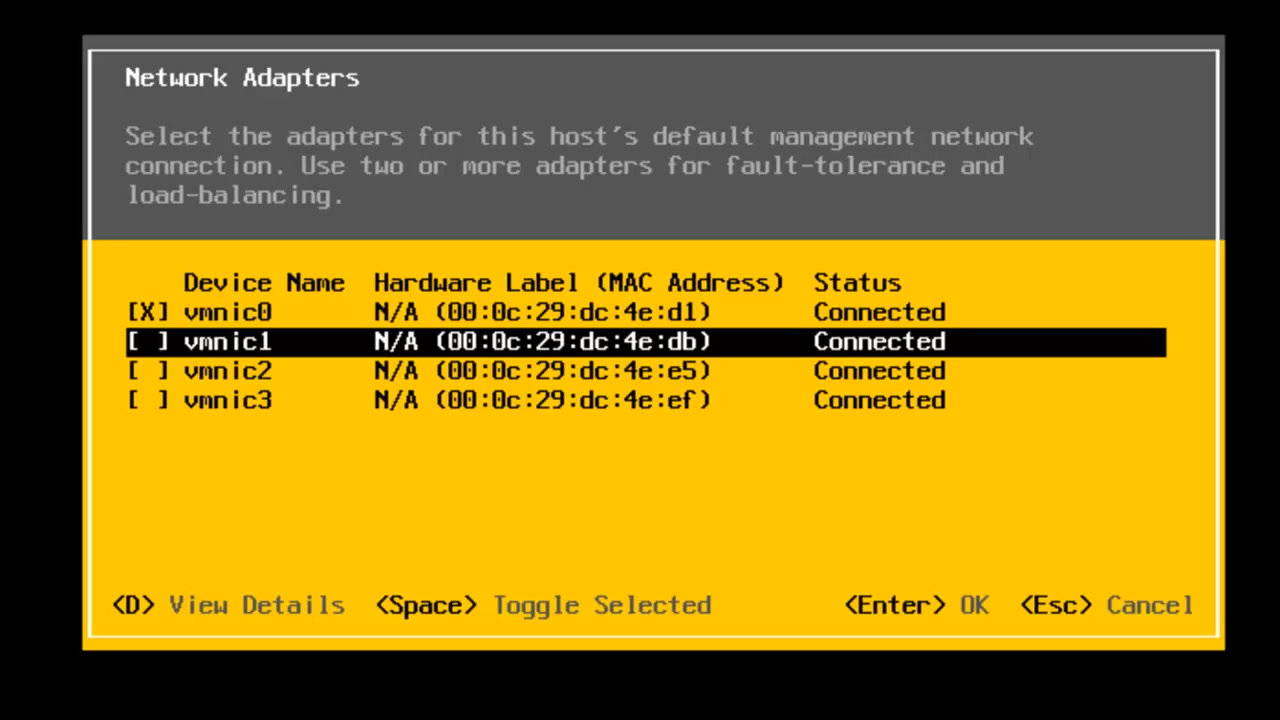 Network Adapters
Select the adapters for this host's default management network
connection. Use two or more adapters for fault-tolerance and
load-balancing.
Device Name Hardware Label (MAC Address) Status
[X] vmnic0 N/A (00:0c:29:dc:4e:d1) Connected
[ ] vmnic1 N/A (00:0c:29:dc:4e:db) Connected
[ ] vmnic2 N/A (00:0c:29:dc:4e:e5) Connected
[ ] vmnic3 N/A (00:0c:29:dc:4e:ef) Connected
<D> View Details <Space> Toggle Selected <Enter> OK <Esc> Cancel